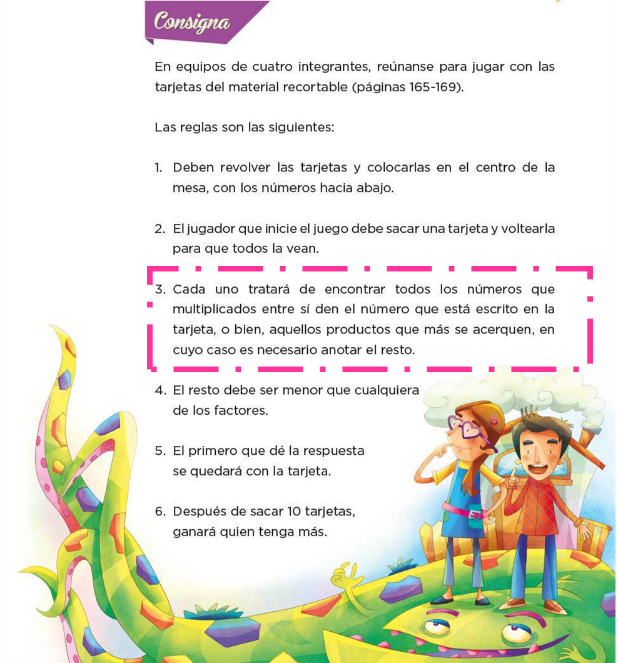 Consigna
En equipos de cuatro integrantes, reúnanse para jugar con las
tarjetas del material recortable (páginas 165-169).
Las reglas son las siguientes:
1. Deben revolver las tarjetas y colocarlas en el centro de la
mesa, con los números hacia abajo.
2. El jugador que inicie el juego debe sacar una tarjeta y voltearla
para que todos la vean.
3. Cada uno tratará de encontrar todos los números que
multiplicados entre sí den el número que está escrito en la
tarjeta, o bien, aquellos productos que más se acerquen, en
cuyo caso es necesario anotar el resto.
4. El resto debe ser menor que cualquiera
de los factores.
5. El primero que dé la respuesta
se quedará con la tarjeta.
6. Después de sacar 10 tarjetas,
ganará quien tenga más.